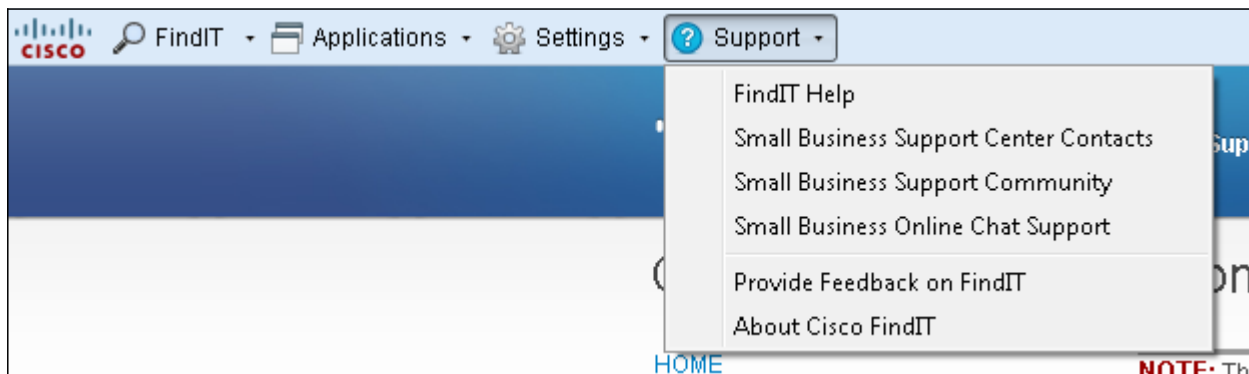 CISCO FindIT Applications Settings ? Support
FindIT Help
Small Business Support Center Contacts
Small Business Support Community
Small Business Online Chat Support
Provide Feedback on FindIT
About Cisco FindIT
HOME
NOTE: